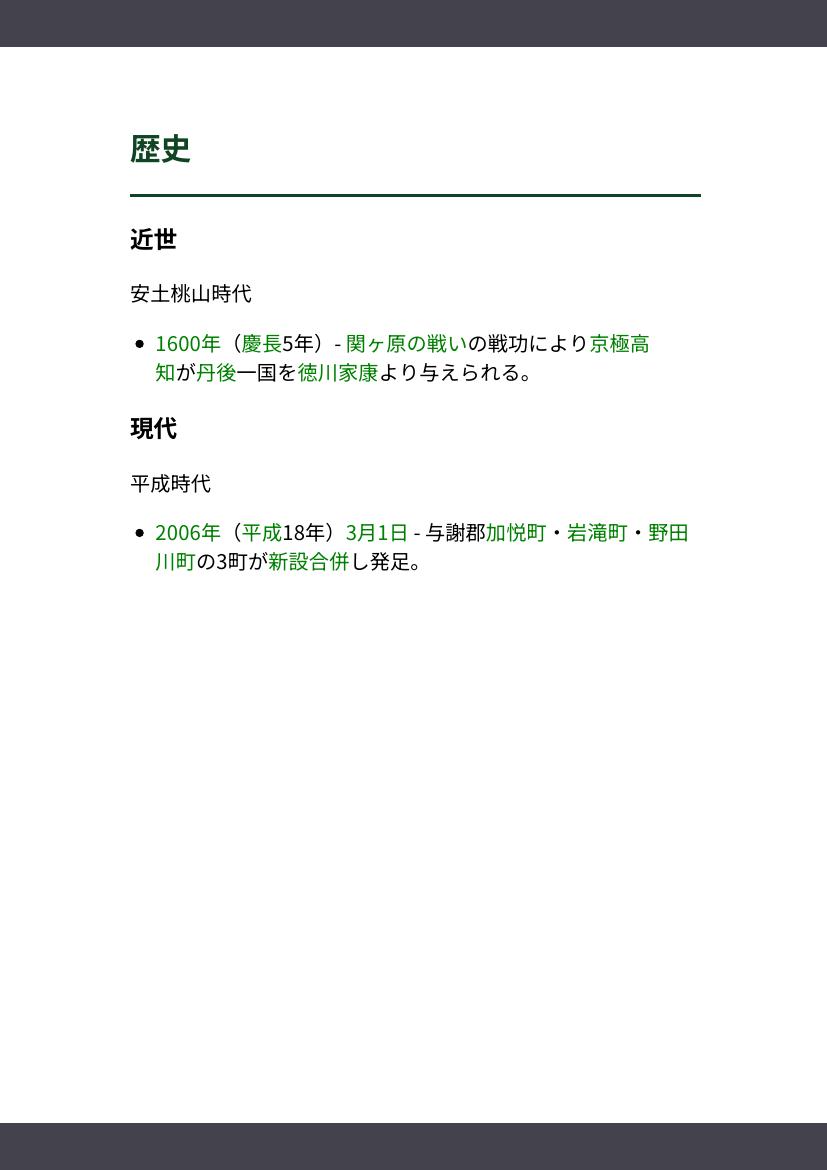 歴史
近世
安土桃山時代
• 1600年（慶長5年）- 関ヶ原の戦いの戦功により京極高
知が丹後一国を徳川家康より与えられる。
現代
平成時代
• 2006年（平成18年）3月1日 - 与謝郡加悦町・岩滝町・野田
川町の3町が新設合併し発足。